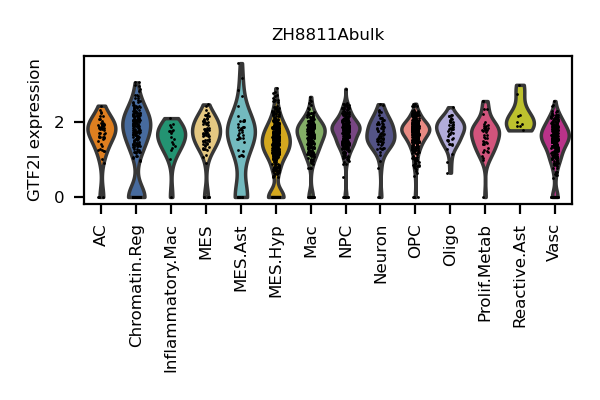 ZH8811Abulk
GTF2I expression
2
0
AC
Chromatin.Reg
Inflammatory.Mac
MES
MES.Ast
MES.Hyp
Mac
NPC
Neuron
OPC
Oligo
Prolif.Metab
Reactive.Ast
Vasc